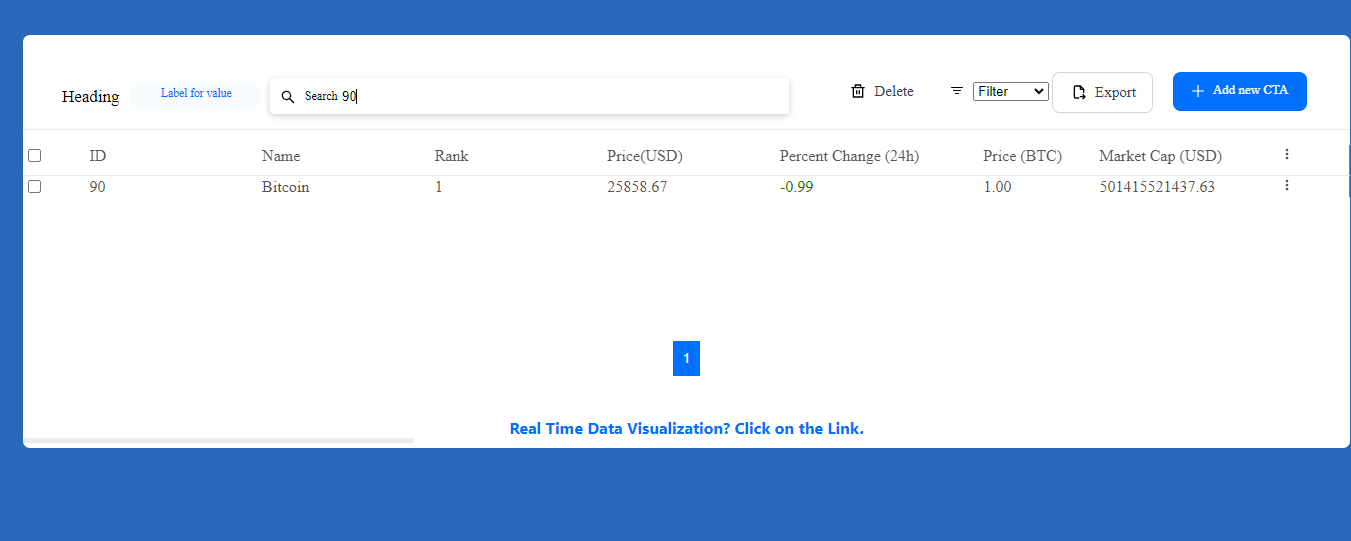 Heading Label for value Search 90 Delete Filter Export Add new CTA
ID Name Rank Price(USD) Percent Change (24h) Price (BTC) Market Cap (USD)
90 Bitcoin 1 25858.67 -0.99 1.00 501415521437.63
1
Real Time Data Visualization? Click on the Link.